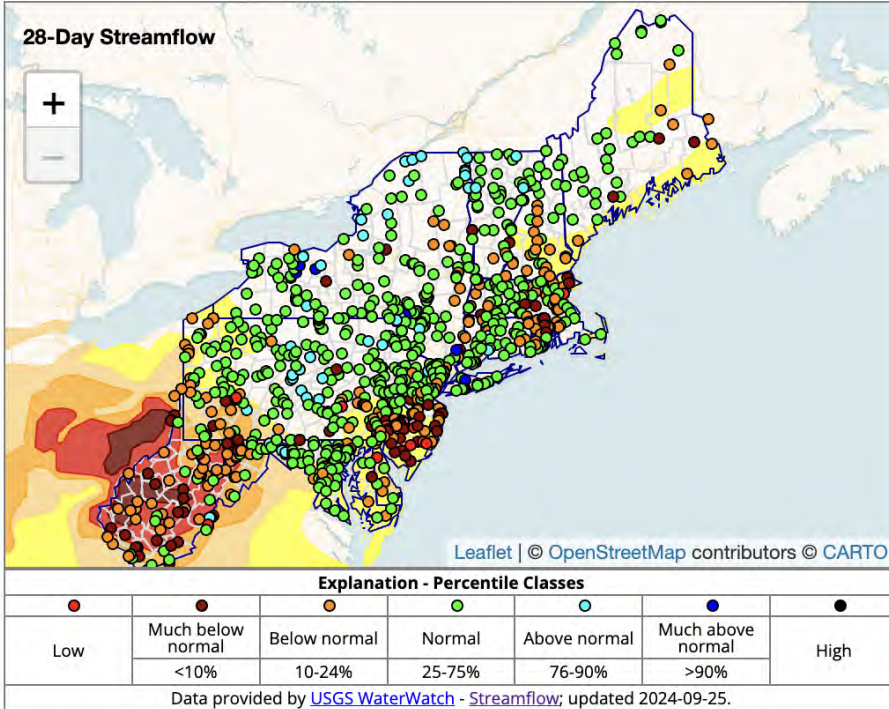 28-Day Streamflow
+
−
Leaflet | © OpenStreetMap contributors © CARTO
Explanation - Percentile Classes
Low
Much below normal
Below normal
Normal
Above normal
Much above normal
High
<10%
10-24%
25-75%
76-90%
>90%
Data provided by USGS WaterWatch - Streamflow; updated 2024-09-25.